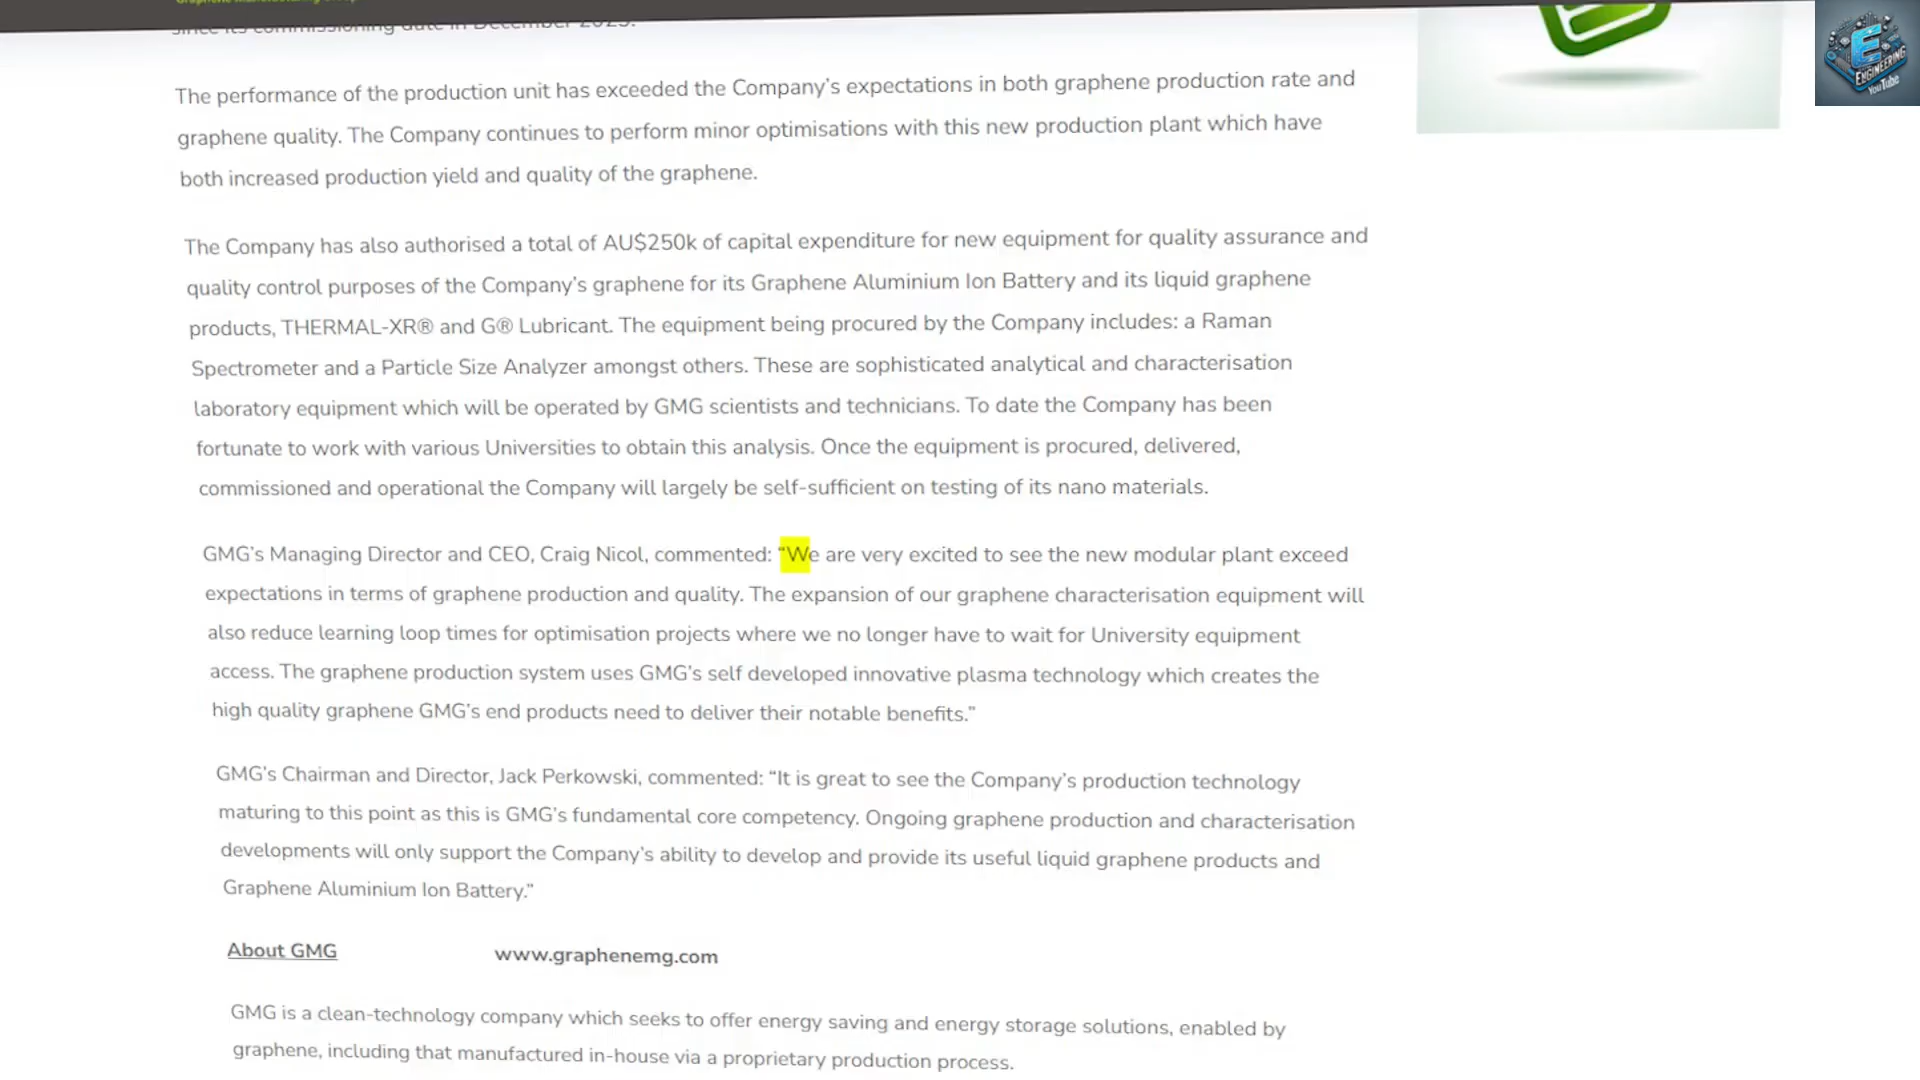 since its commissioning date in December 2023.
The performance of the production unit has exceeded the Company's expectations in both graphene production rate and
graphene quality. The Company continues to perform minor optimisations with this new production plant which have
both increased production yield and quality of the graphene.
The Company has also authorised a total of AU$250k of capital expenditure for new equipment for quality assurance and
quality control purposes of the Company's graphene for its Graphene Aluminium Ion Battery and its liquid graphene
products, THERMAL-XR® and G® Lubricant. The equipment being procured by the Company includes: a Raman
Spectrometer and a Particle Size Analyzer amongst others. These are sophisticated analytical and characterisation
laboratory equipment which will be operated by GMG scientists and technicians. To date the Company has been
fortunate to work with various Universities to obtain this analysis. Once the equipment is procured, delivered,
commissioned and operational the Company will largely be self-sufficient on testing of its nano materials.
GMG's Managing Director and CEO, Craig Nicol, commented: “We are very excited to see the new modular plant exceed
expectations in terms of graphene production and quality. The expansion of our graphene characterisation equipment will
also reduce learning loop times for optimisation projects where we no longer have to wait for University equipment
access. The graphene production system uses GMG's self developed innovative plasma technology which creates the
high quality graphene GMG's end products need to deliver their notable benefits.”
GMG's Chairman and Director, Jack Perkowski, commented: “It is great to see the Company's production technology
maturing to this point as this is GMG's fundamental core competency. Ongoing graphene production and characterisation
developments will only support the Company's ability to develop and provide its useful liquid graphene products and
Graphene Aluminium Ion Battery.”
About GMG www.graphenemg.com
GMG is a clean-technology company which seeks to offer energy saving and energy storage solutions, enabled by
graphene, including that manufactured in-house via a proprietary production process.
E
ENGINEERING
YouTube